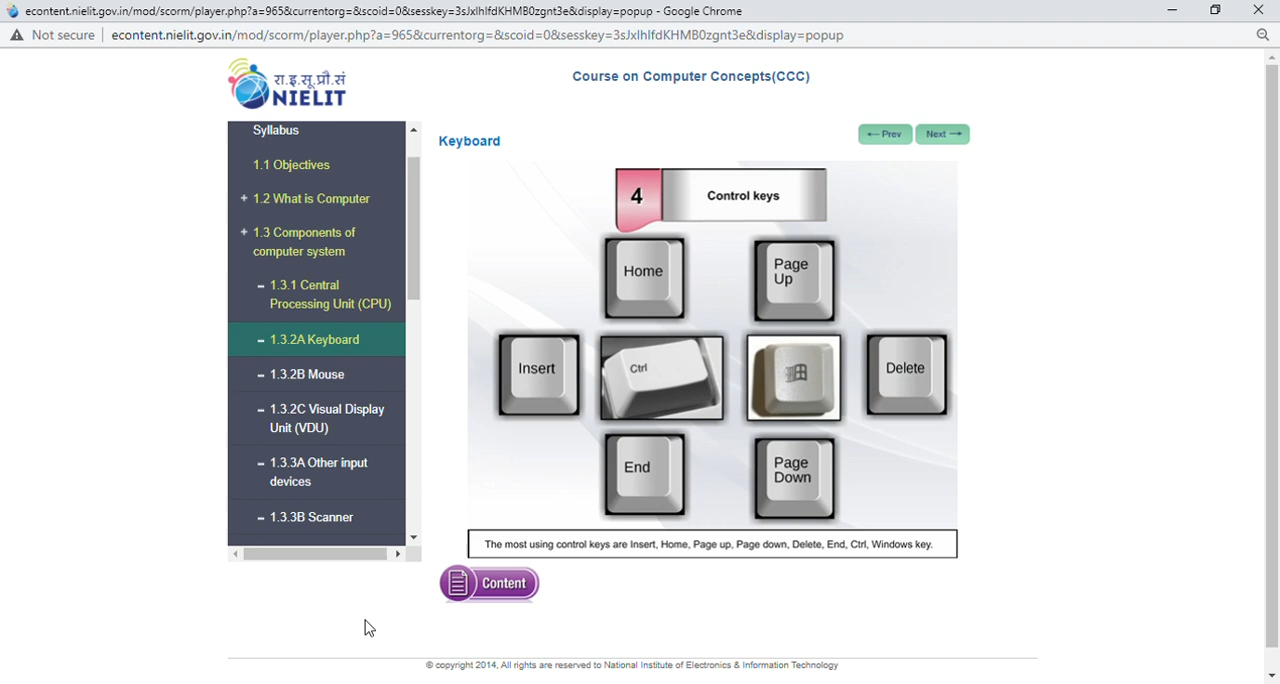 econtent.nielit.gov.in/mod/scorm/player.php?a=965&currentorg=&scoid=0&sesskey=3sJxlhIfdKHMB0zgnt3e&display=popup - Google Chrome
Not secure | econtent.nielit.gov.in/mod/scorm/player.php?a=965&currentorg=&scoid=0&sesskey=3sJxlhIfdKHMB0zgnt3e&display=popup
रा.इ.सू.प्रौ.सं
NIELIT
Course on Computer Concepts(CCC)
Syllabus
1.1 Objectives
+ 1.2 What is Computer
+ 1.3 Components of
computer system
- 1.3.1 Central
Processing Unit (CPU)
- 1.3.2A Keyboard
- 1.3.2B Mouse
- 1.3.2C Visual Display
Unit (VDU)
- 1.3.3A Other input
devices
- 1.3.3B Scanner
Keyboard
← Prev
Next →
4
Control keys
Home
Page
Up
Insert
Ctrl
Delete
End
Page
Down
The most using control keys are Insert, Home, Page up, Page down, Delete, End, Ctrl, Windows key.
Content
© copyright 2014, All rights are reserved to National Institute of Electronics & Information Technology